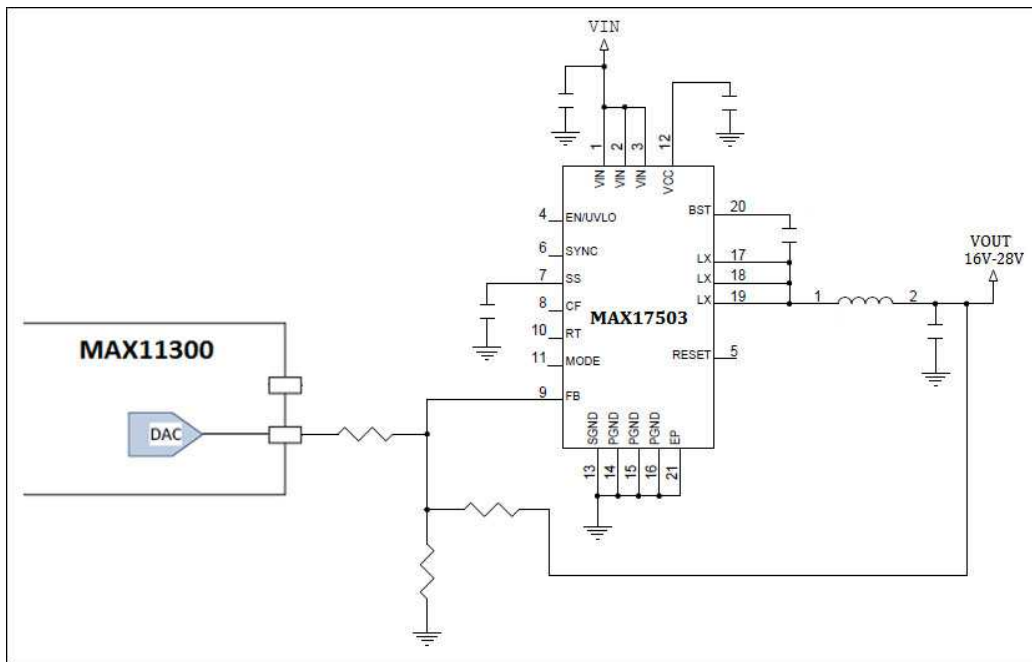 VIN
1
2
3
12
VIN
VIN
VIN
VCC
4
EN/UVLO
BST
20
6
SYNC
LX
17
7
SS
LX
18
8
CF
LX
19
1
2
VOUT
16V-28V
MAX17503
10
RT
11
MODE
RESET
5
9
FB
SGND
PGND
PGND
PGND
EP
13
14
15
16
21
MAX11300
DAC